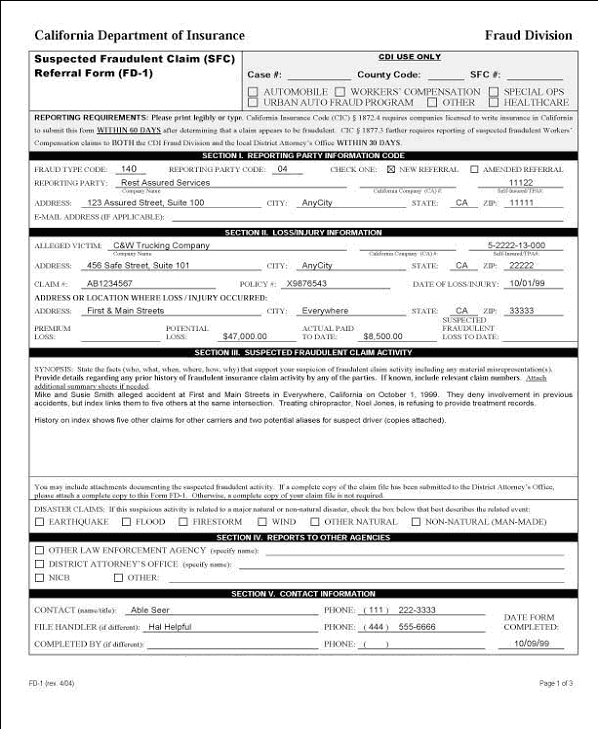 California Department of Insurance Fraud Division
Suspected Fraudulent Claim (SFC)
Referral Form (FD-1)
CDI USE ONLY
Case #: County Code: SFC #:
AUTOMOBILE WORKERS' COMPENSATION SPECIAL OPS
URBAN AUTO FRAUD PROGRAM OTHER HEALTHCARE
REPORTING REQUIREMENTS: Please print legibly or type. California Insurance Code (CIC) § 1872.4 requires companies licensed to write insurance in California
to submit this form WITHIN 60 DAYS after determining that a claim appears to be fraudulent. CIC § 1877.3 further requires reporting of suspected fraudulent Workers'
Compensation claims to BOTH the CDI Fraud Division and the local District Attorney's Office WITHIN 30 DAYS.
SECTION I. REPORTING PARTY INFORMATION CODE
FRAUD TYPE CODE: 140 REPORTING PARTY CODE: 04 CHECK ONE: ☒ NEW REFERRAL AMENDED REFERRAL
REPORTING PARTY: Rest Assured Services 11122
Company Name California Company (CA) #: Self-Insured/TPA#:
ADDRESS: 123 Assured Street, Suite 100 CITY: AnyCity STATE: CA ZIP: 11111
E-MAIL ADDRESS (IF APPLICABLE):
SECTION II. LOSS/INJURY INFORMATION
ALLEGED VICTIM: C&W Trucking Company 5-2222-13-000
Company Name California Company (CA) #: Self-Insured/TPA#:
ADDRESS: 456 Safe Street, Suite 101 CITY: AnyCity STATE: CA ZIP: 22222
CLAIM #: AB1234567 POLICY #: X9876543 DATE OF LOSS/INJURY: 10/01/99
ADDRESS OR LOCATION WHERE LOSS / INJURY OCCURRED:
ADDRESS: First & Main Streets CITY: Everywhere STATE: CA ZIP: 33333
PREMIUM POTENTIAL ACTUAL PAID SUSPECTED FRAUDULENT
LOSS: LOSS: $47,000.00 TO DATE: $8,500.00 LOSS TO DATE:
SECTION III. SUSPECTED FRAUDULENT CLAIM ACTIVITY
SYNOPSIS: State the facts (who, what, when, where, how, why) that support your suspicion of fraudulent claim activity including any material misrepresentation(s).
Provide details regarding any prior history of fraudulent insurance claim activity by any of the parties. If known, include relevant claim numbers. Attach
additional summary sheets if needed.
Mike and Susie Smith alleged accident at First and Main Streets in Everywhere, California on October 1, 1999. They deny involvement in previous
accidents, but index links them to five others at the same intersection. Treating chiropractor, Noel Jones, is refusing to provide treatment records.
History on index shows five other claims for other carriers and two potential aliases for suspect driver (copies attached).
You may include attachments documenting the suspected fraudulent activity. If a complete copy of the claim file has been submitted to the District Attorney's Office,
please attach a complete copy to this Form FD-1. Otherwise, a complete copy of your claim file is not required.
DISASTER CLAIMS: If this suspicious activity is related to a major natural or non-natural disaster, check the box below that best describes the related event:
EARTHQUAKE FLOOD FIRESTORM WIND OTHER NATURAL NON-NATURAL (MAN-MADE)
SECTION IV. REPORTS TO OTHER AGENCIES
OTHER LAW ENFORCEMENT AGENCY (specify name):
DISTRICT ATTORNEY'S OFFICE (specify name):
NICB OTHER:
SECTION V. CONTACT INFORMATION
CONTACT (name/title): Able Seer PHONE: ( 111 ) 222-3333
FILE HANDLER (if different): Hal Helpful PHONE: ( 444 ) 555-6666
DATE FORM
COMPLETED:
COMPLETED BY (if different): PHONE: ( ) 10/09/99
FD-1 (rev. 4/04) Page 1 of 3